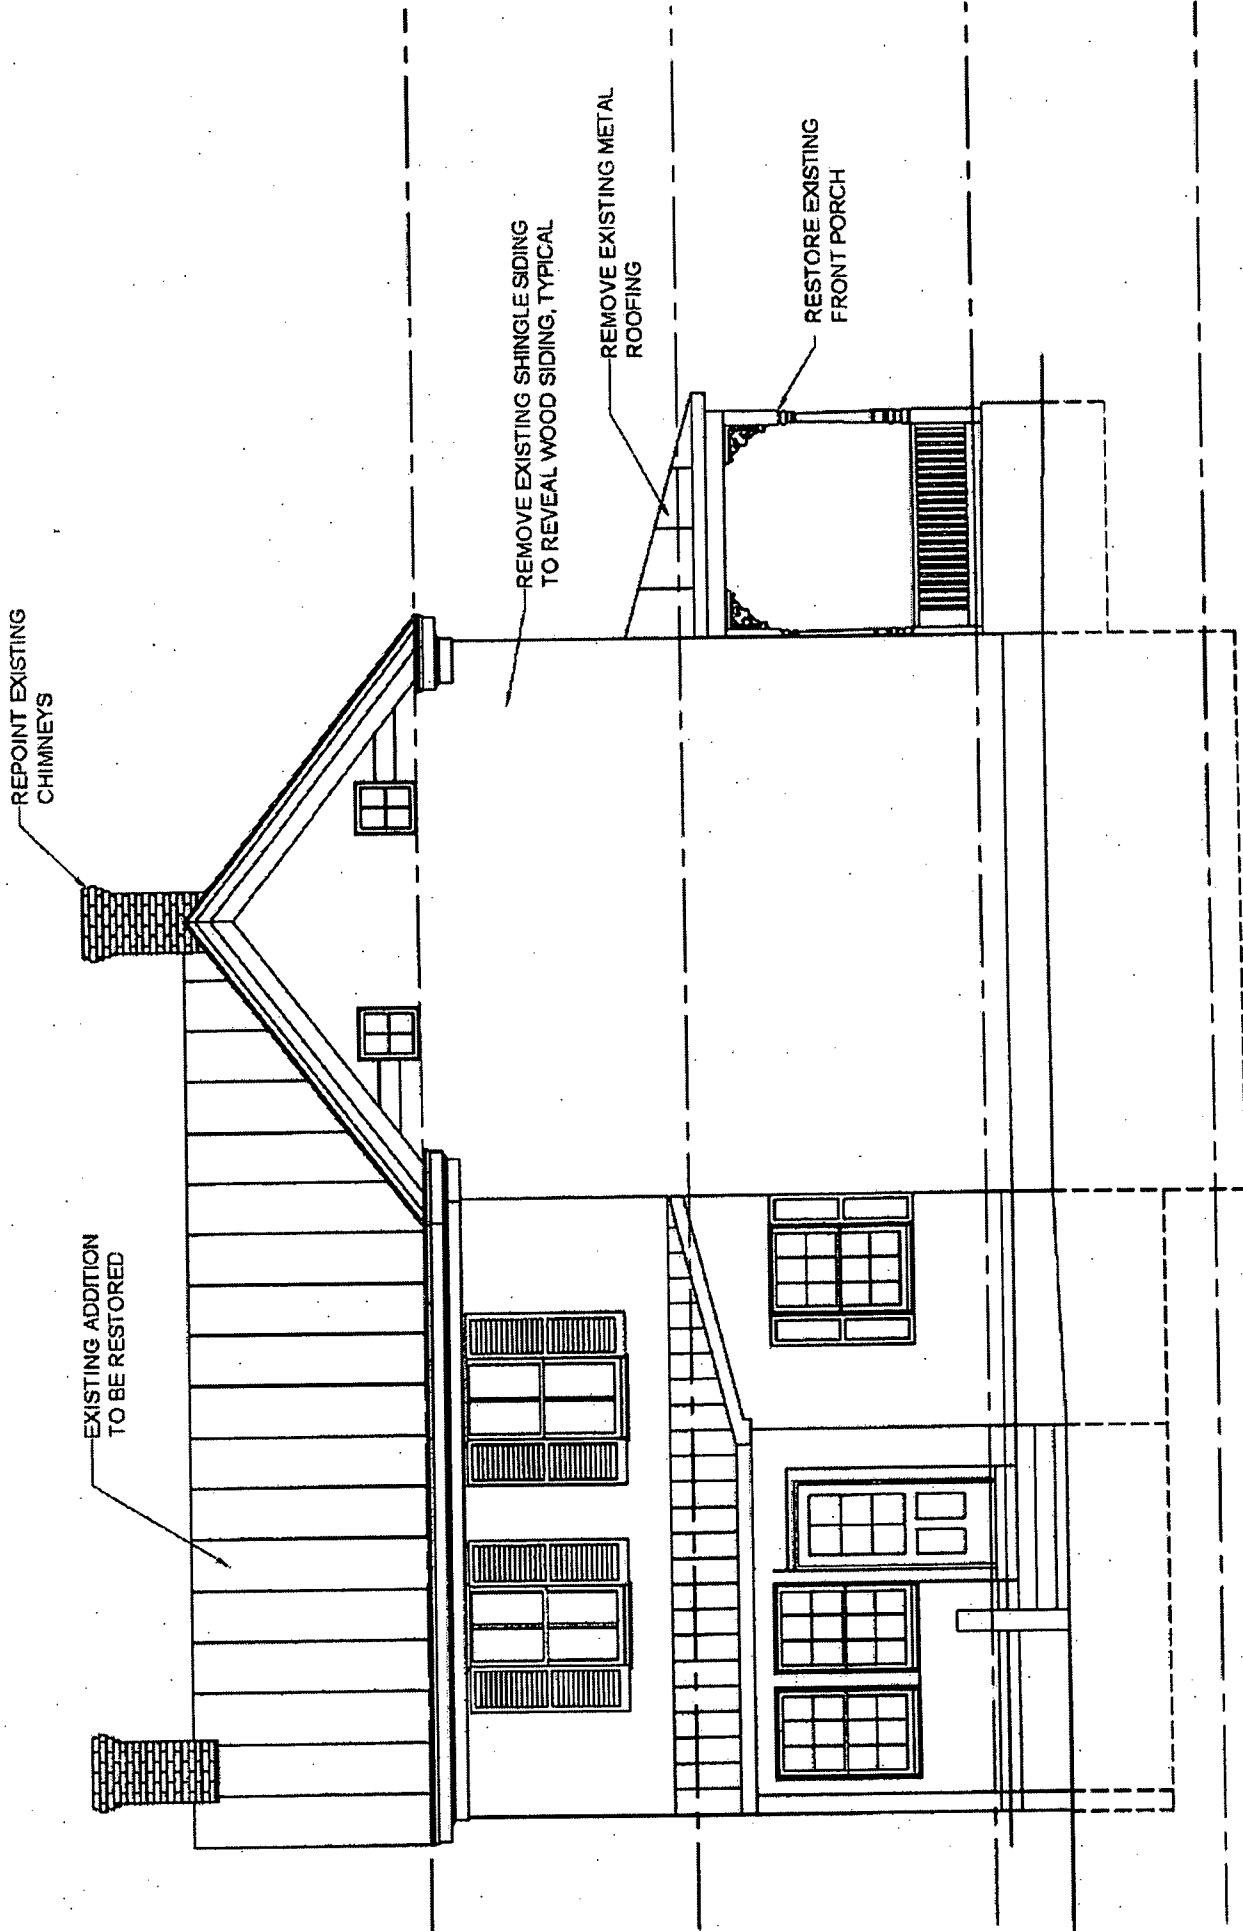 REPOINT EXISTING
CHIMNEYS
EXISTING ADDITION
TO BE RESTORED
REMOVE EXISTING SHINGLE SIDING
TO REVEAL WOOD SIDING, TYPICAL
REMOVE EXISTING METAL
ROOFING
RESTORE EXISTING
FRONT PORCH